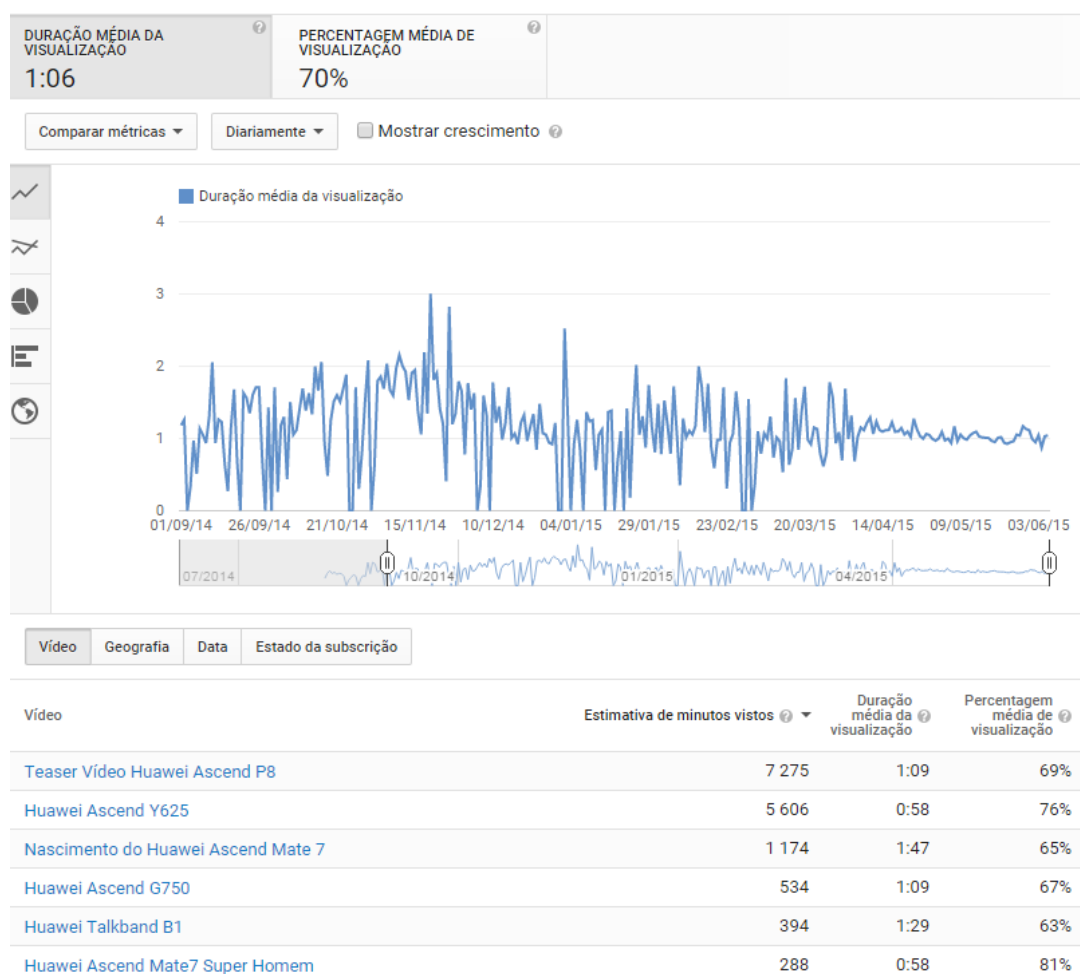 DURAÇÃO MÉDIA DA
VISUALIZAÇÃO
1:06
PERCENTAGEM MÉDIA DE
VISUALIZAÇÃO
70%
Comparar métricas
Diariamente
Mostrar crescimento
Duração média da visualização
4
3
2
1
0
01/09/14 26/09/14 21/10/14 15/11/14 10/12/14 04/01/15 29/01/15 23/02/15 20/03/15 14/04/15 09/05/15 03/06/15
07/2014 10/2014 01/2015 04/2015
Vídeo Geografia Data Estado da subscrição
Vídeo
Estimativa de minutos vistos
Duração
média da
visualização
Percentagem
média de
visualização
Teaser Vídeo Huawei Ascend P8 7 275 1:09 69%
Huawei Ascend Y625 5 606 0:58 76%
Nascimento do Huawei Ascend Mate 7 1 174 1:47 65%
Huawei Ascend G750 534 1:09 67%
Huawei Talkband B1 394 1:29 63%
Huawei Ascend Mate7 Super Homem 288 0:58 81%